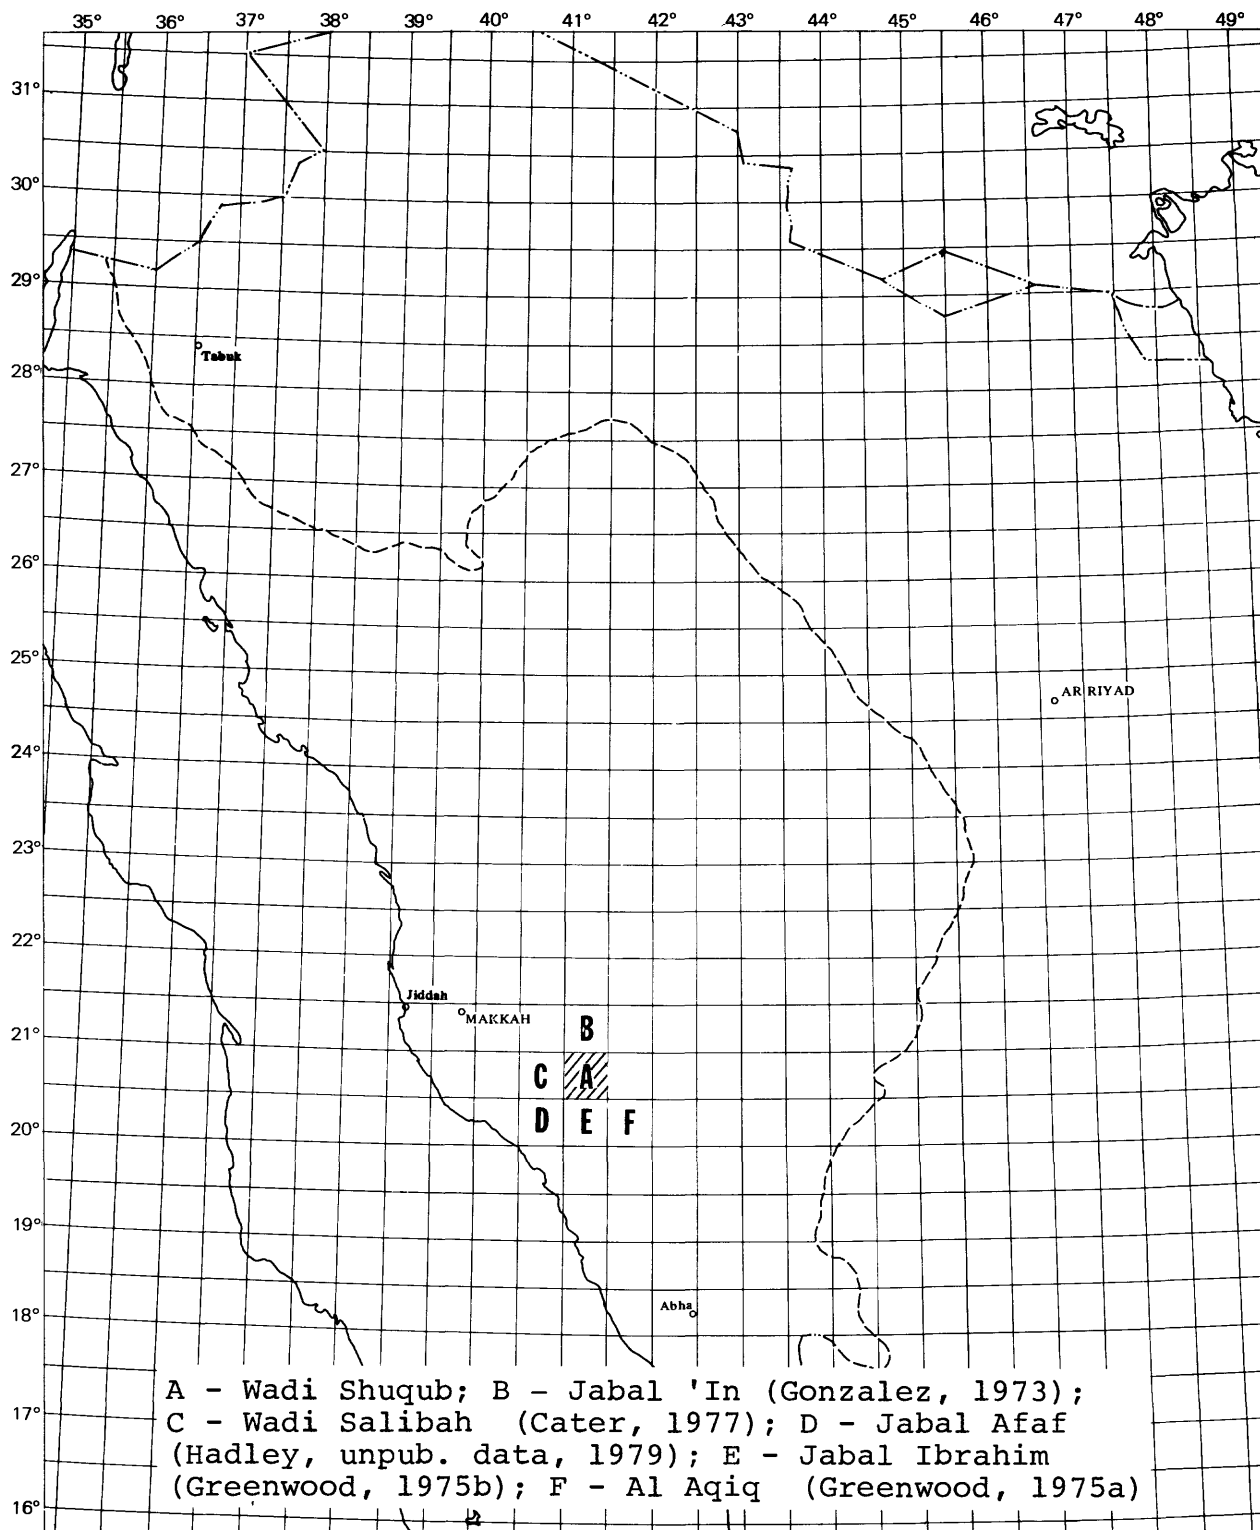 35° 36° 37° 38° 39° 40° 41° 42° 43° 44° 45° 46° 47° 48° 49°
31°
30°
29°
Tabuk
28°
27°
26°
25°
AR RIYAD
24°
23°
22°
Jiddah
MAKKAH
21°
B
C A
20°
D E F
19°
Abha
18°
A - Wadi Shuqub; B - Jabal 'In (Gonzalez, 1973);
17°
C - Wadi Salibah (Cater, 1977); D - Jabal Afaf
(Hadley, unpub. data, 1979); E - Jabal Ibrahim
(Greenwood, 1975b); F - Al Aqiq (Greenwood, 1975a)
16°